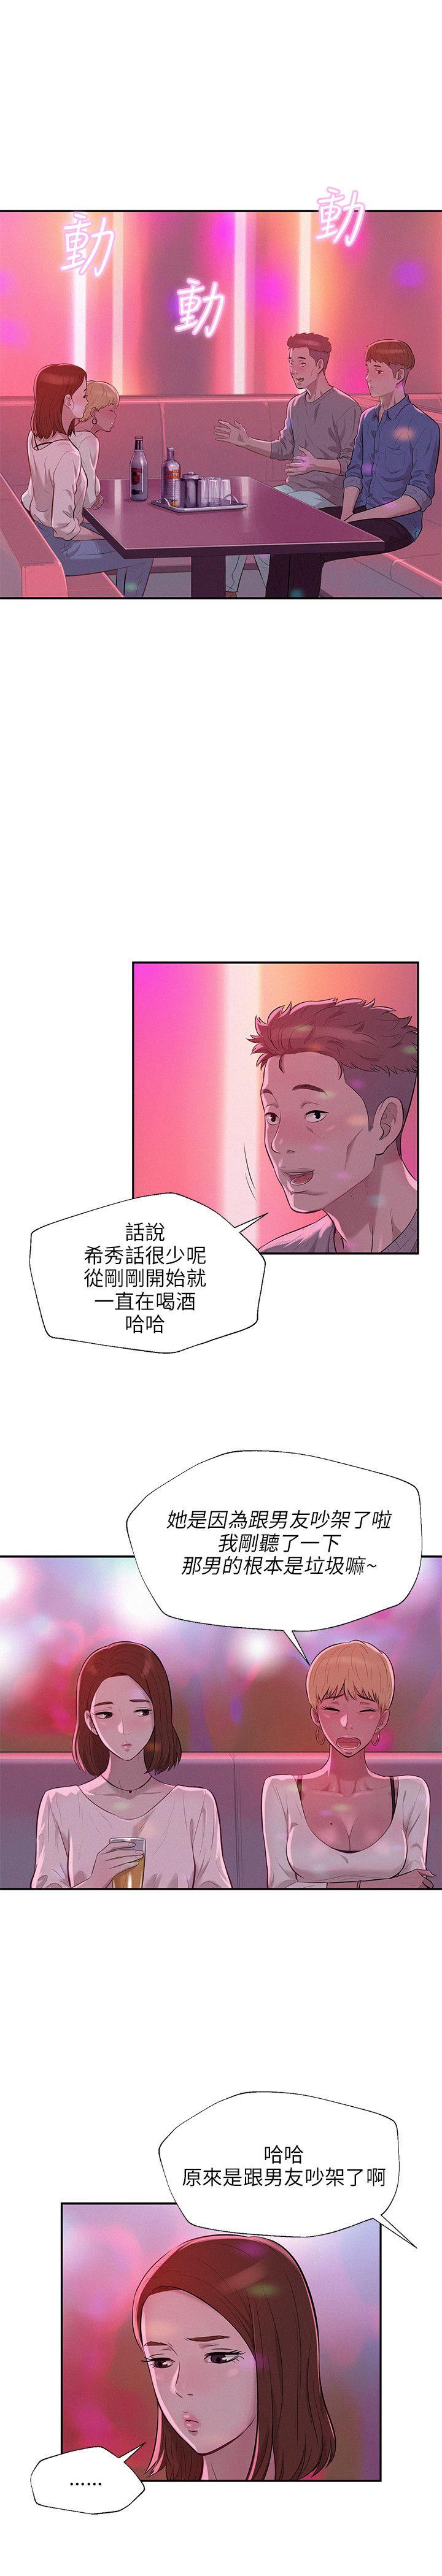 動
動
動
話說
希秀話很少呢
從剛剛開始就
一直在喝酒
哈哈
她是因為跟男友吵架了啦
我剛聽了一下
那男的根本是垃圾嘛~
哈哈
原來是跟男友吵架了啊
……